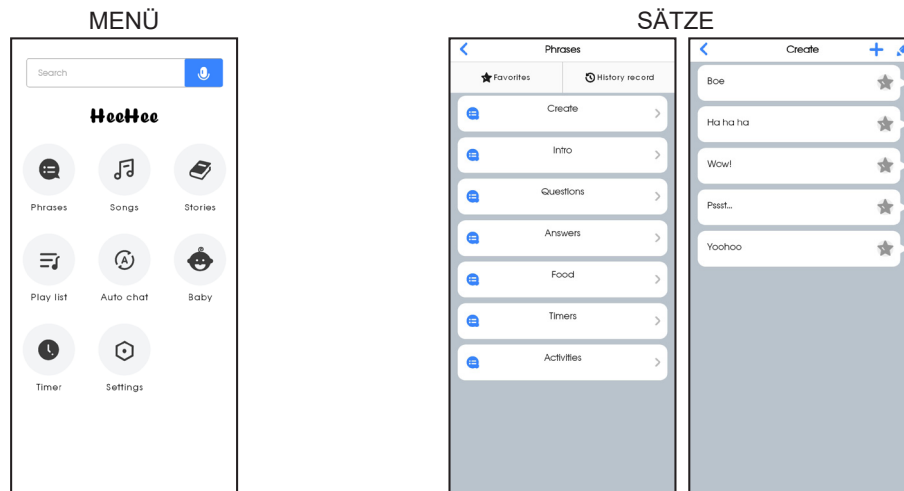 MENÜ
SÄTZE
Search
HeeHee
Phrases
Songs
Stories
Play list
Auto chat
Baby
Timer
Settings
Phrases
Favorites
History record
Create
Intro
Questions
Answers
Food
Timers
Activities
Create
Boe
Ha ha ha
Wow!
Pssst...
Yoohoo